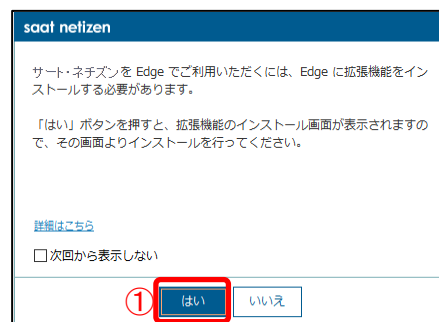 saat netizen
サート・ネチズンを Edge でご利用いただくには、Edge に拡張機能をイン
ストールする必要があります。
「はい」ボタンを押すと、拡張機能のインストール画面が表示されますの
で、その画面よりインストールを行ってください。
詳細はこちら
次回から表示しない
① はい いいえ